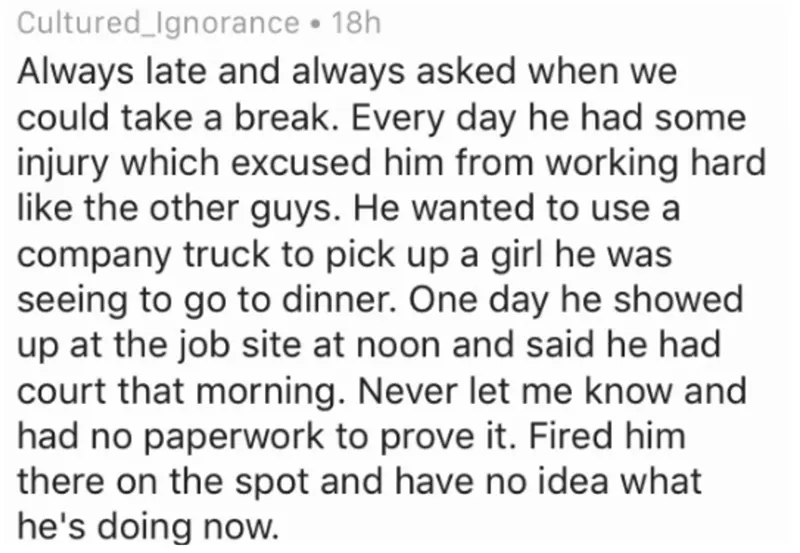 Cultured_Ignorance • 18h
Always late and always asked when we
could take a break. Every day he had some
injury which excused him from working hard
like the other guys. He wanted to use a
company truck to pick up a girl he was
seeing to go to dinner. One day he showed
up at the job site at noon and said he had
court that morning. Never let me know and
had no paperwork to prove it. Fired him
there on the spot and have no idea what
he's doing now.